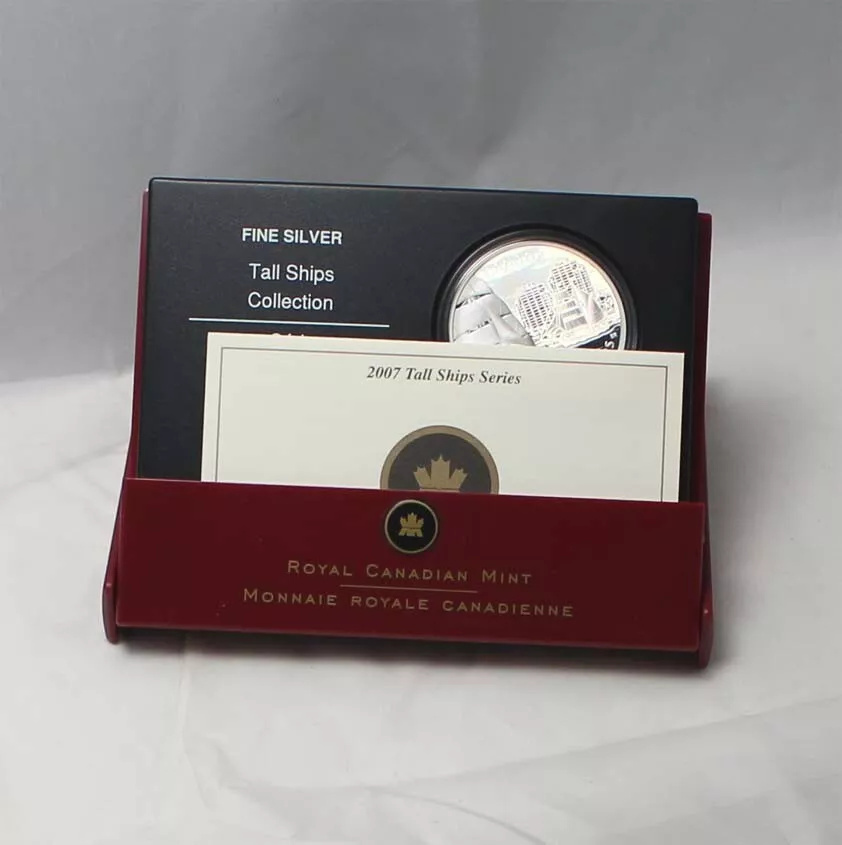 FINE SILVER
Tall Ships
Collection
2007 Tall Ships Series
ROYAL CANADIAN MINT
MONNAIE ROYALE CANADIENNE